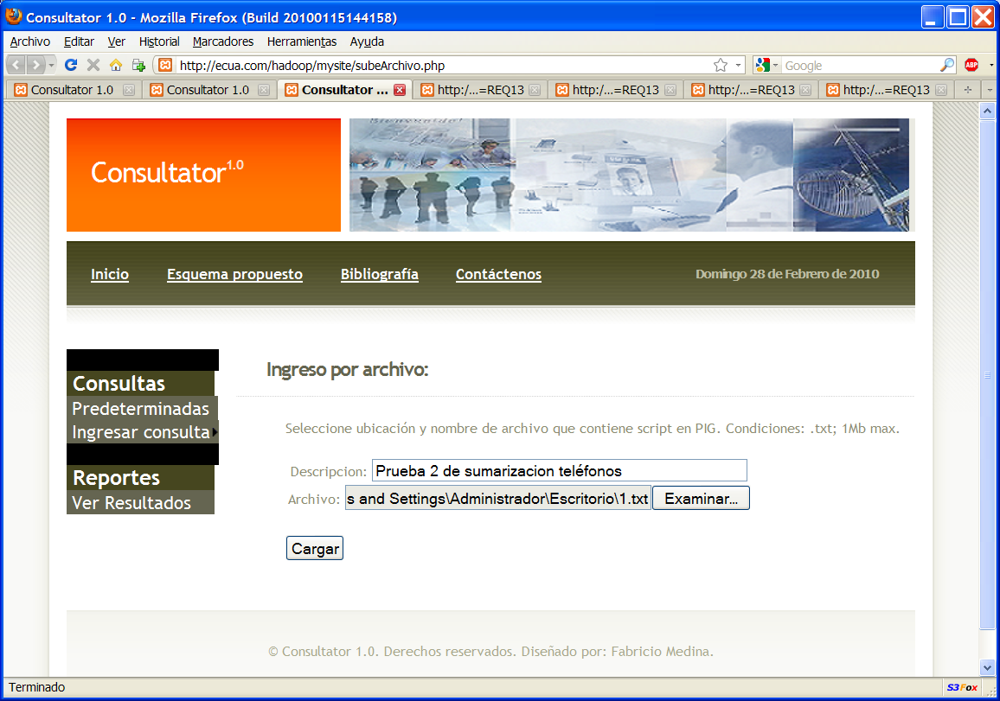 Consultator 1.0 - Mozilla Firefox (Build 20100115144158)
Archivo Editar Ver Historial Marcadores Herramientas Ayuda
http://ecua.com/hadoop/mysite/subeArchivo.php Google ABP
Consultator 1.0 Consultator 1.0 Consultator ... http:/...=REQ13 http:/...=REQ13 http:/...=REQ13 http:/...=REQ13
Bienvenido!
Consultator1.0
Inicio Esquema propuesto Bibliografía Contáctenos Domingo 28 de Febrero de 2010
Ingreso por archivo:
Consultas
Predeterminadas
Ingresar consulta
Reportes
Ver Resultados
Seleccione ubicación y nombre de archivo que contiene script en PIG. Condiciones: .txt; 1Mb max.
Descripcion: Prueba 2 de sumarizacion teléfonos
Archivo: s and Settings\Administrador\Escritorio\1.txt Examinar...
Cargar
© Consultator 1.0. Derechos reservados. Diseñado por: Fabricio Medina.
Terminado S3Fox